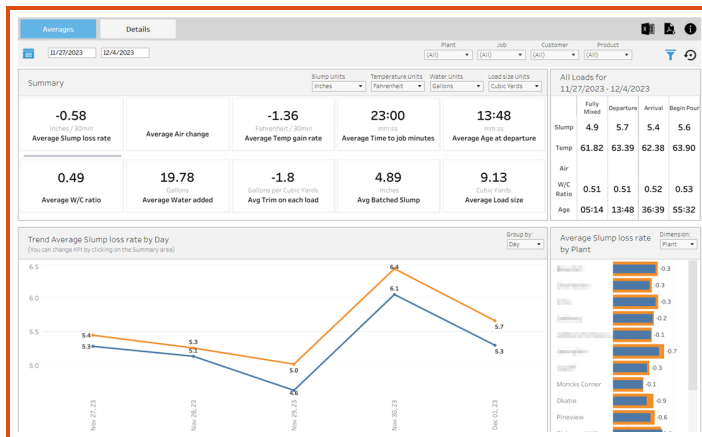 Averages
Details
11/27/2023
12/4/2023
Plant
Job
Customer
Product
(All)
(All)
(All)
(All)
Summary
Slump Units
Temperature Units
Water Units
Load size Units
Inches
Fahrenheit
Gallons
Cubic Yards
-0.58
Inches / 30min
Average Slump loss rate
Average Air change
-1.36
Fahrenheit / 30min
Average Temp gain rate
23:00
mm:ss
Average Time to job minutes
13:48
mm:ss
Average Age at departure
0.49
Average W/C ratio
19.78
Gallons
Average Water added
-1.8
Gallons per Cubic Yards
Avg Trim on each load
4.89
Inches
Avg Batched Slump
9.13
Cubic Yards
Average Load size
All Loads for
11/27/2023 - 12/4/2023
Fully Mixed
Departure
Arrival
Begin Pour
Slump 4.9 5.7 5.4 5.6
Temp 61.82 63.39 62.38 63.90
Air
W/C Ratio 0.51 0.51 0.52 0.53
Age 05:14 13:48 36:39 55:32
Trend Average Slump loss rate by Day
(You can change KPI by clicking on the Summary area)
Group by:
Day
6.5
6.0
5.5
5.0
5.4
5.3
5.3
5.1
5.0
4.6
6.4
6.1
5.7
5.3
Nov 27, 23
Nov 28, 23
Nov 29, 23
Nov 30, 23
Dec 01, 23
Average Slump loss rate
by Plant
Dimension:
Plant
-0.3
-0.3
-0.3
-0.2
-0.1
-0.7
-0.3
Moncks Corner -0.1
Okatie -0.9
Pineview -0.6